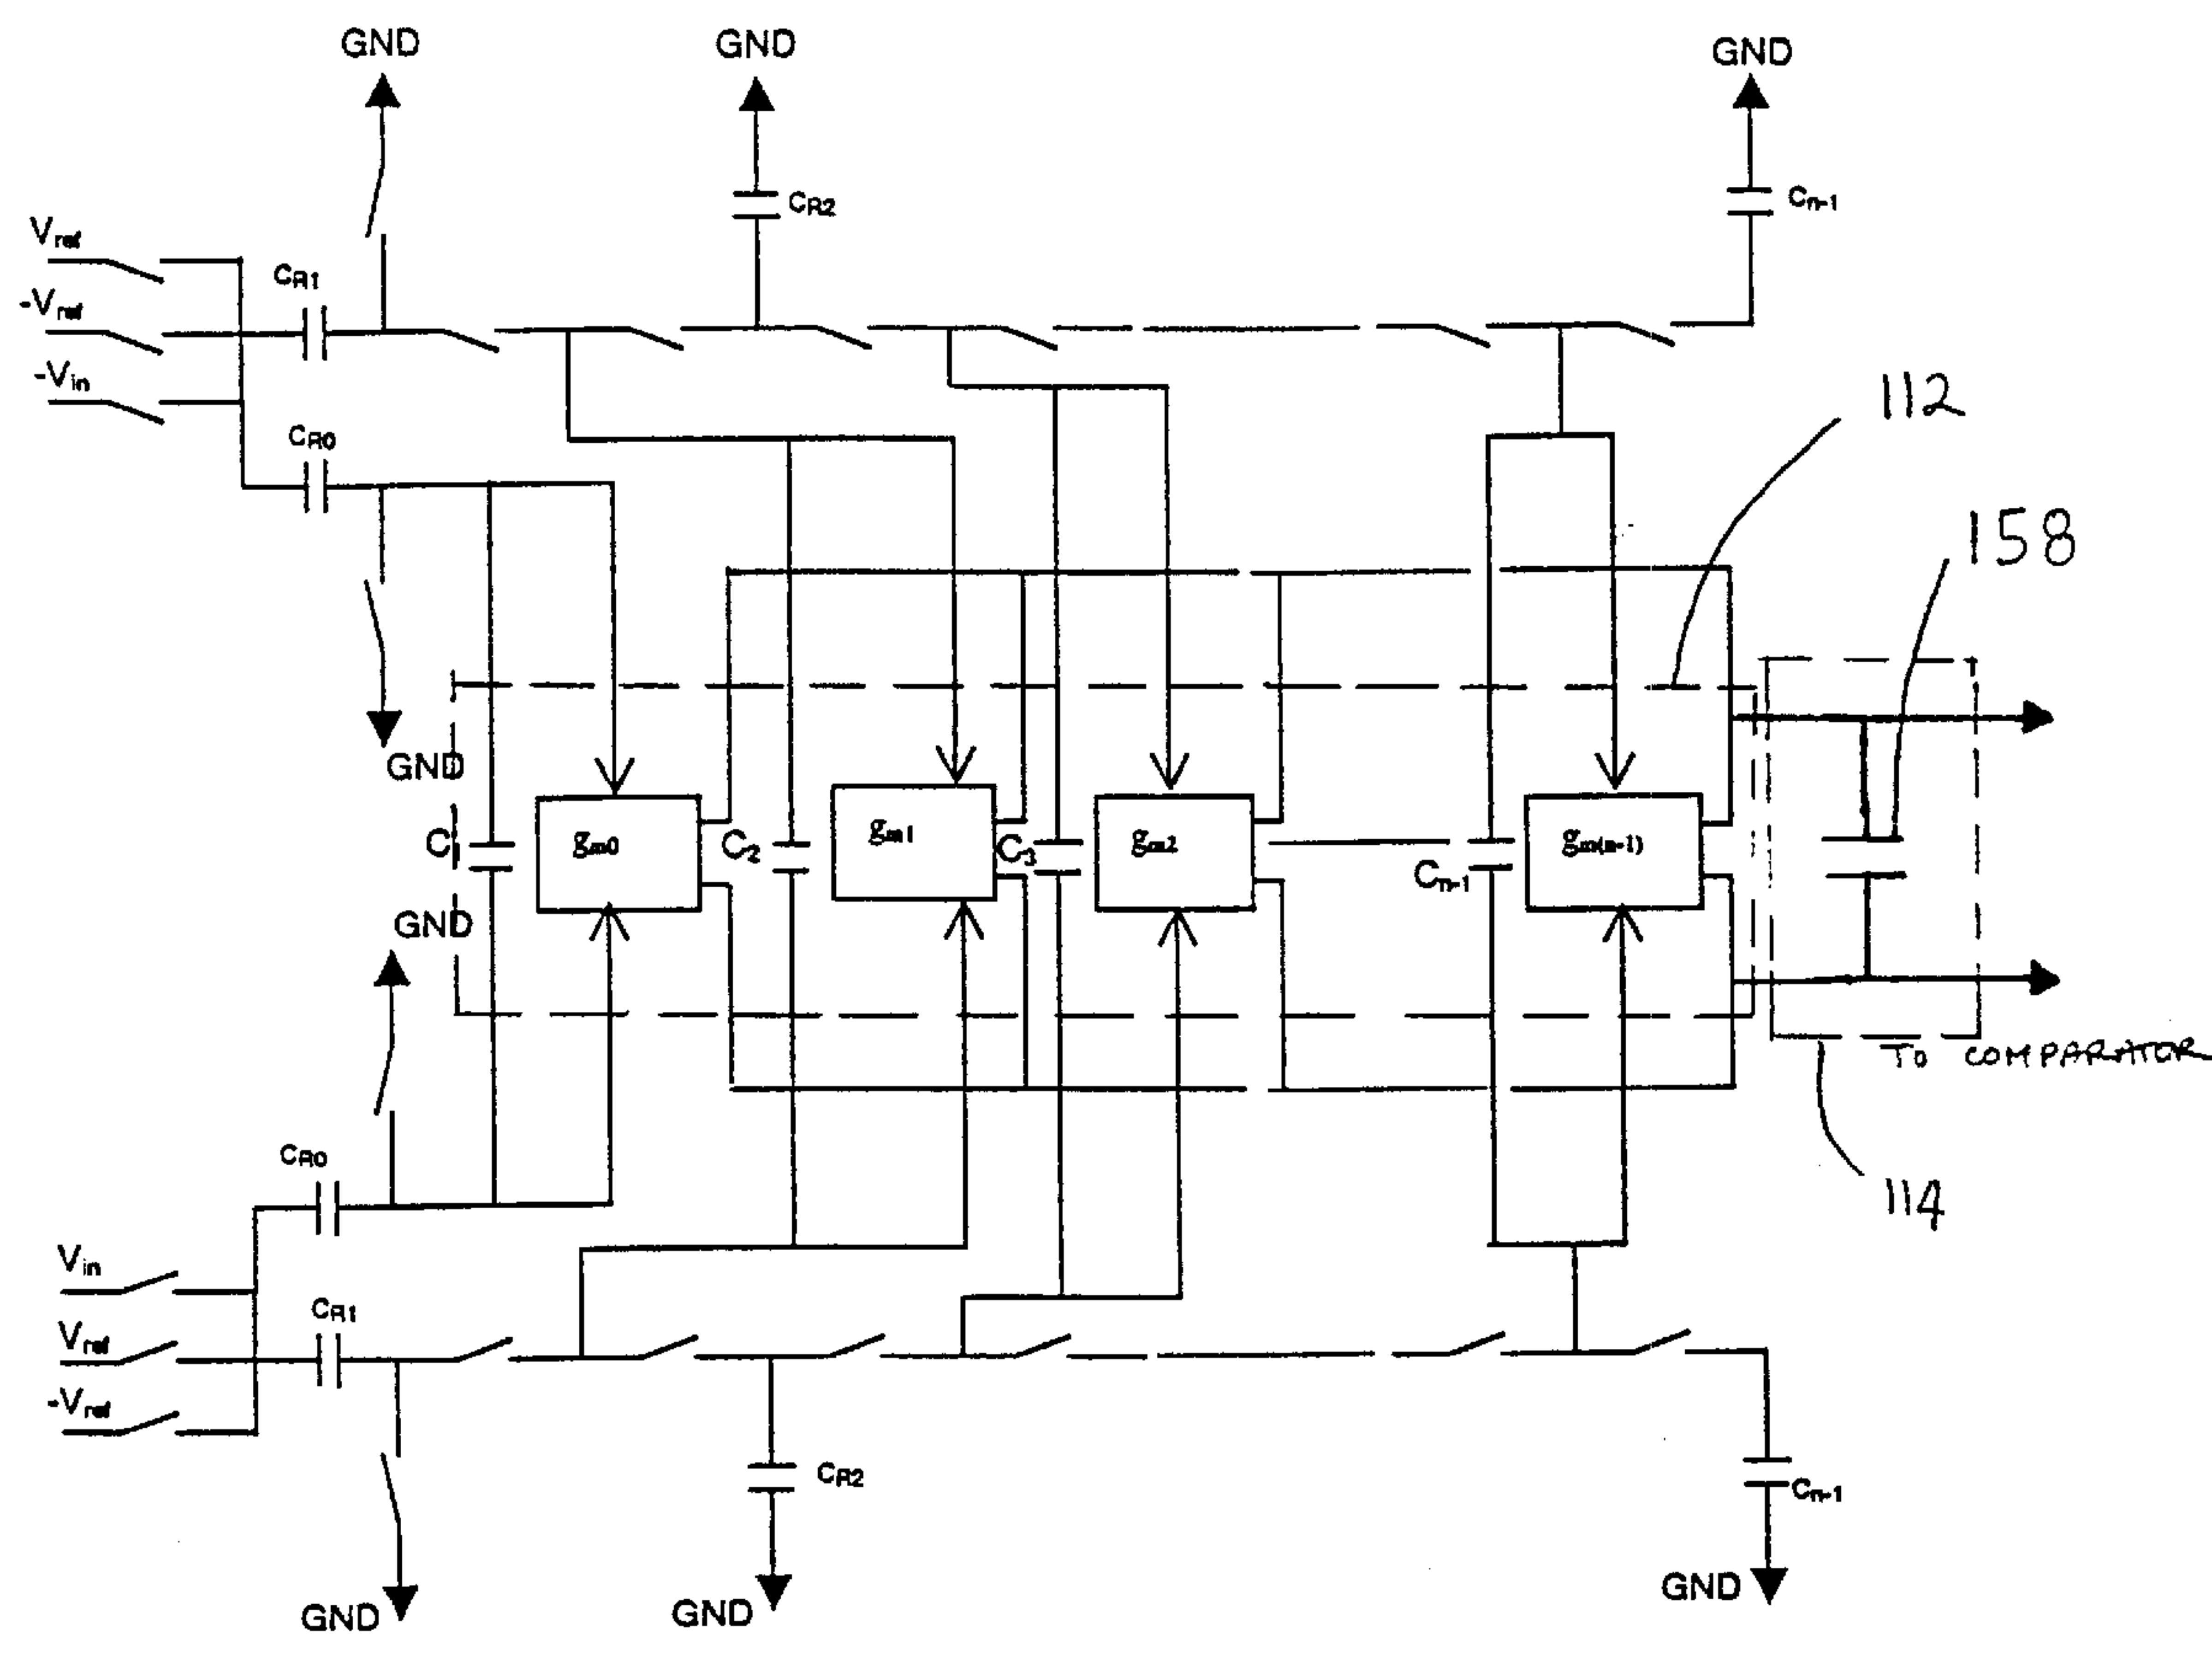 GND
GND
GND
CR2
Cn-1
Vref
-Vref
-Vin
CR1
CR0
112
158
GND
C1
gm0
C2
gm1
C3
gm2
Cn-1
gm(n-1)
GND
To COMPARATOR
114
CR0
Vin
CR1
Vref
-Vref
CR2
Cn-1
GND
GND
GND